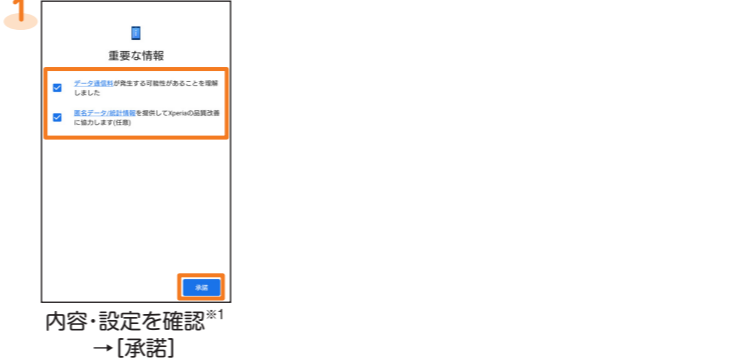 1
重要な情報
データ通信料が発生する可能性があることを理解
しました
匿名データ/統計情報を提供してXperiaの品質改善
に協力します(任意)
承諾
内容・設定を確認※1
→[承諾]